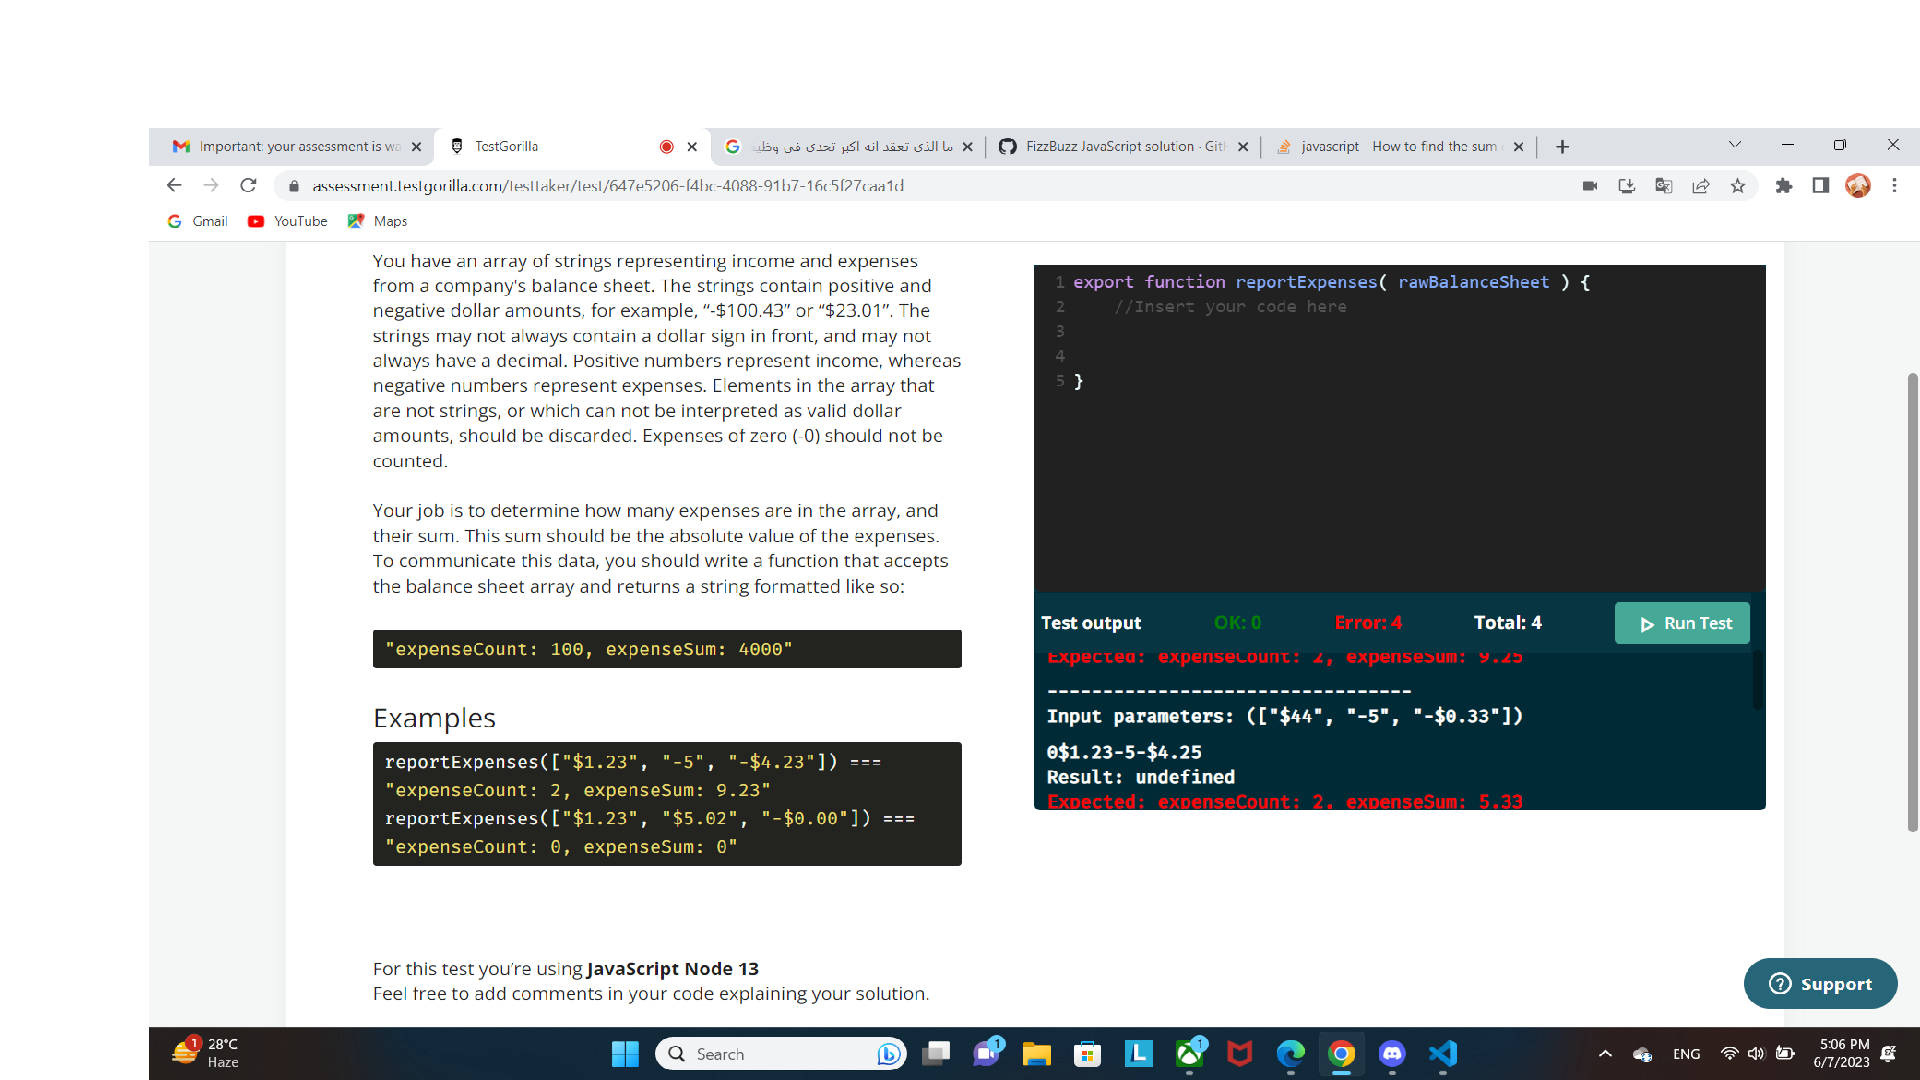 Important: your assessment is wa
TestGorilla
ما الذي تعتقد انه اكبر تحدي في وظيف
FizzBuzz JavaScript solution · Gith
javascript - How to find the sum o
assessment.testgorilla.com/testtaker/test/647e5206-f4bc-4088-91b7-16c5f27caa1d
Gmail
YouTube
Maps
You have an array of strings representing income and expenses
from a company's balance sheet. The strings contain positive and
negative dollar amounts, for example, “-$100.43” or “$23.01”. The
strings may not always contain a dollar sign in front, and may not
always have a decimal. Positive numbers represent income, whereas
negative numbers represent expenses. Elements in the array that
are not strings, or which can not be interpreted as valid dollar
amounts, should be discarded. Expenses of zero (-0) should not be
counted.
Your job is to determine how many expenses are in the array, and
their sum. This sum should be the absolute value of the expenses.
To communicate this data, you should write a function that accepts
the balance sheet array and returns a string formatted like so:
"expenseCount: 100, expenseSum: 4000"
Examples
reportExpenses(["$1.23", "-5", "-$4.23"]) ===
"expenseCount: 2, expenseSum: 9.23"
reportExpenses(["$1.23", "$5.02", "-$0.00"]) ===
"expenseCount: 0, expenseSum: 0"
For this test you're using JavaScript Node 13
Feel free to add comments in your code explaining your solution.
1 export function reportExpenses( rawBalanceSheet ) {
2 //Insert your code here
3
4
5 }
Test output
OK: 0
Error: 4
Total: 4
Run Test
Expected: expenseCount: 2, expenseSum: 9.25
---------------------------------
Input parameters: (["$44", "-5", "-$0.33"])
0$1.23-5-$4.25
Result: undefined
Expected: expenseCount: 2, expenseSum: 5.33
Support
1
28°C
Haze
Search
1
L
1
ENG
5:06 PM
6/7/2023